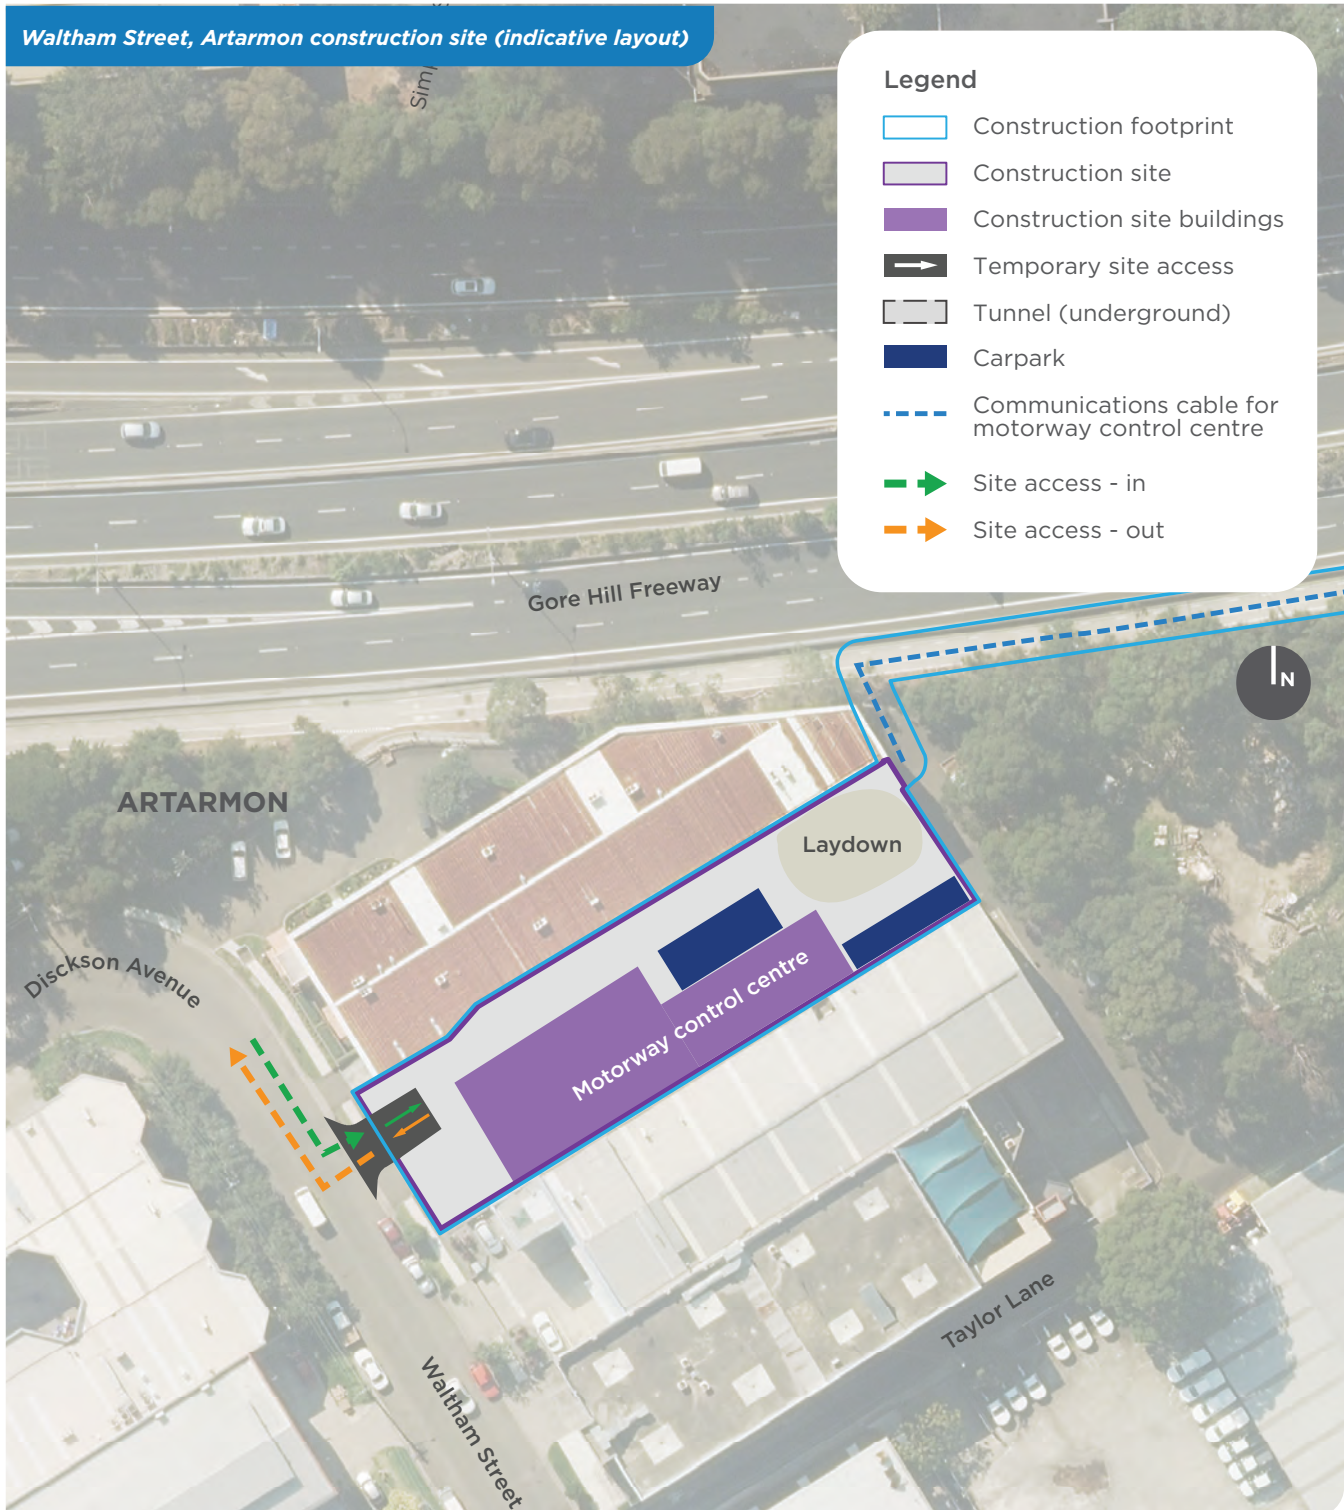 Waltham Street, Artarmon construction site (indicative layout)
Legend
Construction footprint
Construction site
Construction site buildings
Temporary site access
Tunnel (underground)
Carpark
Communications cable for
motorway control centre
Site access - in
Site access - out
Gore Hill Freeway
N
ARTARMON
Laydown
Disckson Avenue
Motorway control centre
Taylor Lane
Waltham Street